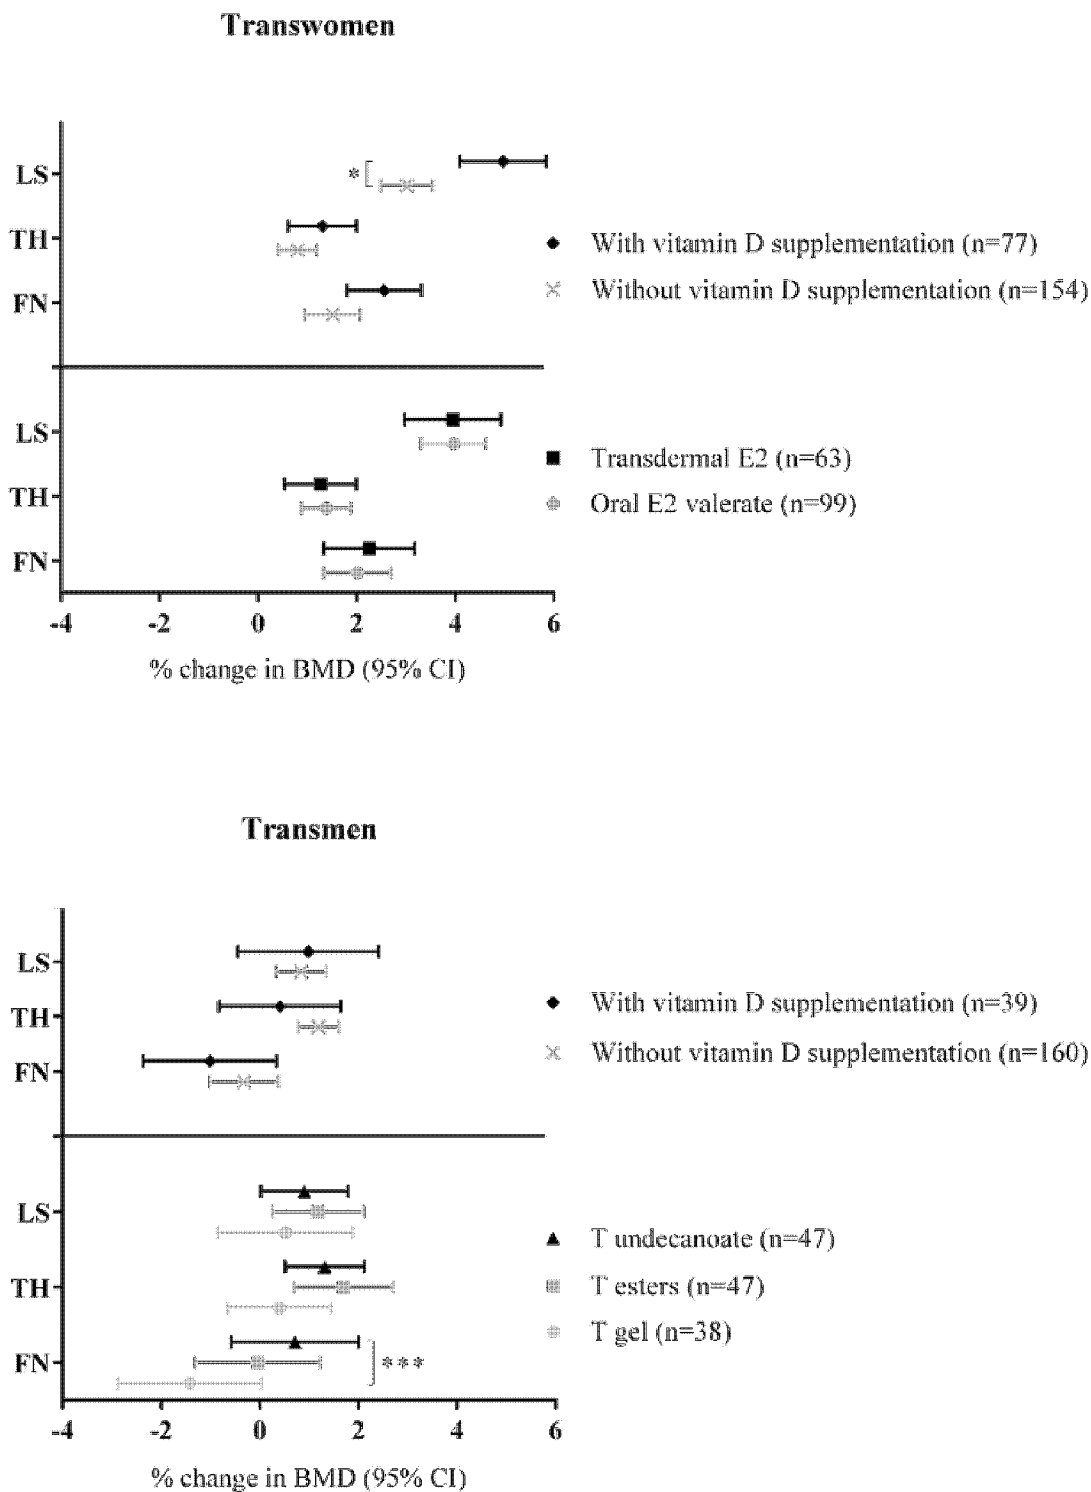 Transwomen
LS
*
TH
FN
With vitamin D supplementation (n=77)
Without vitamin D supplementation (n=154)
LS
TH
FN
Transdermal E2 (n=63)
Oral E2 valerate (n=99)
-4 -2 0 2 4 6
% change in BMD (95% CI)
Transmen
LS
TH
FN
With vitamin D supplementation (n=39)
Without vitamin D supplementation (n=160)
LS
TH
FN
***
T undecanoate (n=47)
T esters (n=47)
T gel (n=38)
-4 -2 0 2 4 6
% change in BMD (95% CI)